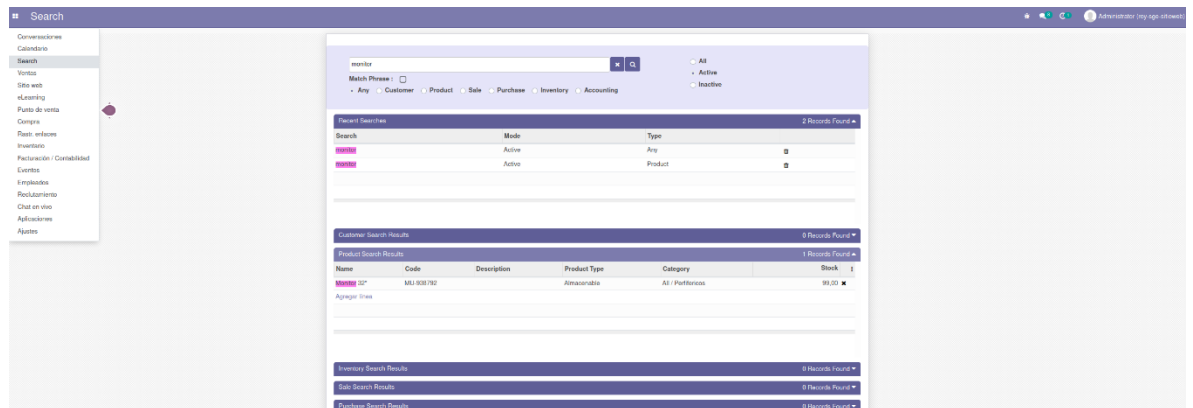 Search
Administrator (roy-sgs-sitioweb)
Conversaciones
Calendario
Search
Ventas
Sitio web
eLearning
Punto de venta
Compra
Rastr. enlaces
Inventario
Facturación / Contabilidad
Eventos
Empleados
Reclutamiento
Chat en vivo
Aplicaciones
Ajustes
monitor
Match Phrase :
Any Customer Product Sale Purchase Inventory Accounting
All
Active
Inactive
Recent Searches 2 Records Found
Search Mode Type
monitor Active Any
monitor Active Product
Customer Search Results 0 Records Found
Product Search Results 1 Records Found
Name Code Description Product Type Category Stock
Monitor 32" MU-908792 Almacenable All / Periféricos 99,00
Agregar línea
Inventory Search Results 0 Records Found
Sale Search Results 0 Records Found
Purchase Search Results 0 Records Found